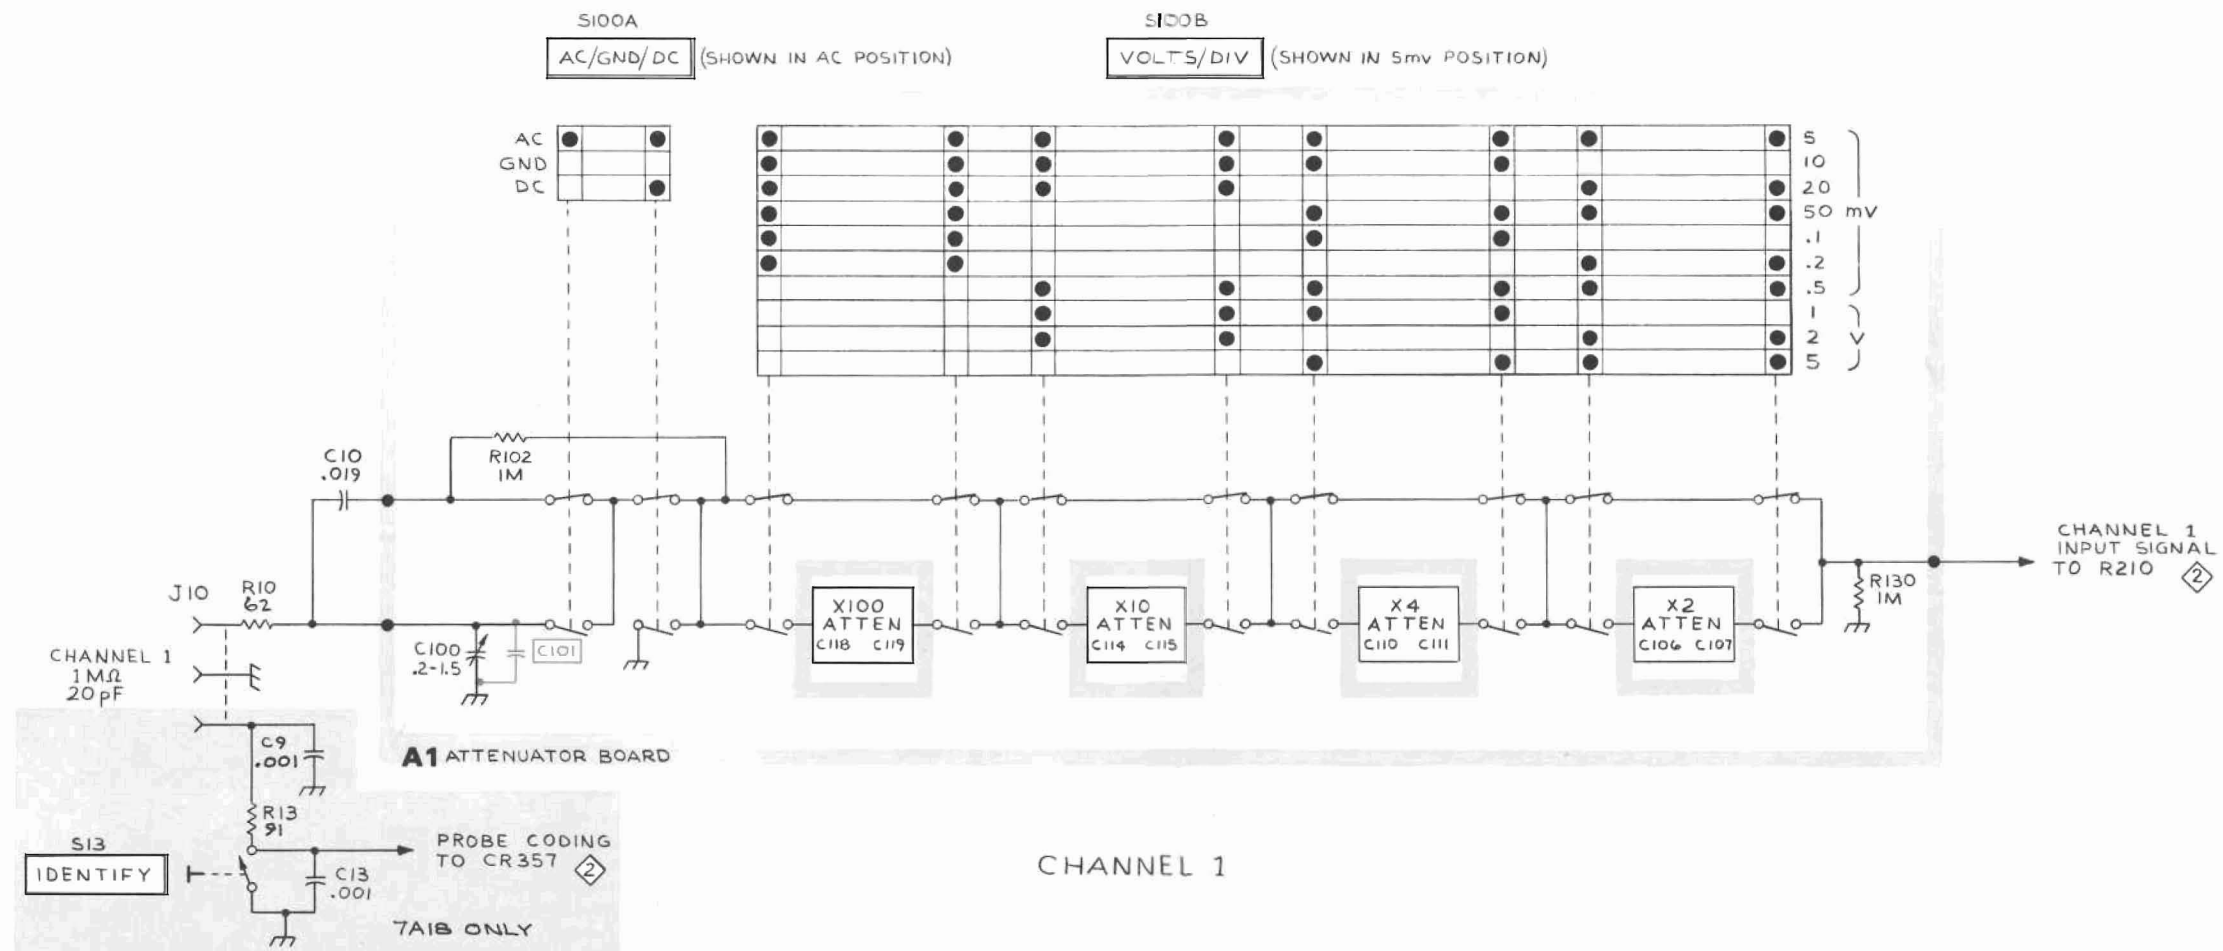 S100A
AC/GND/DC (SHOWN IN AC POSITION)
S100B
VOLTS/DIV (SHOWN IN 5mv POSITION)
AC
GND
DC
5
10
20
50 mV
.1
.2
.5
1
2 V
5
C10
.019
R102
1M
J10
R10
62
CHANNEL 1
1MΩ
20pF
C100
.2-1.5
C101
X100
ATTEN
C118 C119
X10
ATTEN
C114 C115
X4
ATTEN
C110 C111
X2
ATTEN
C106 C107
R130
1M
CHANNEL 1
INPUT SIGNAL
TO R210 2
A1 ATTENUATOR BOARD
C9
.001
R13
91
S13
IDENTIFY
C13
.001
PROBE CODING
TO CR357 2
7A18 ONLY
CHANNEL 1